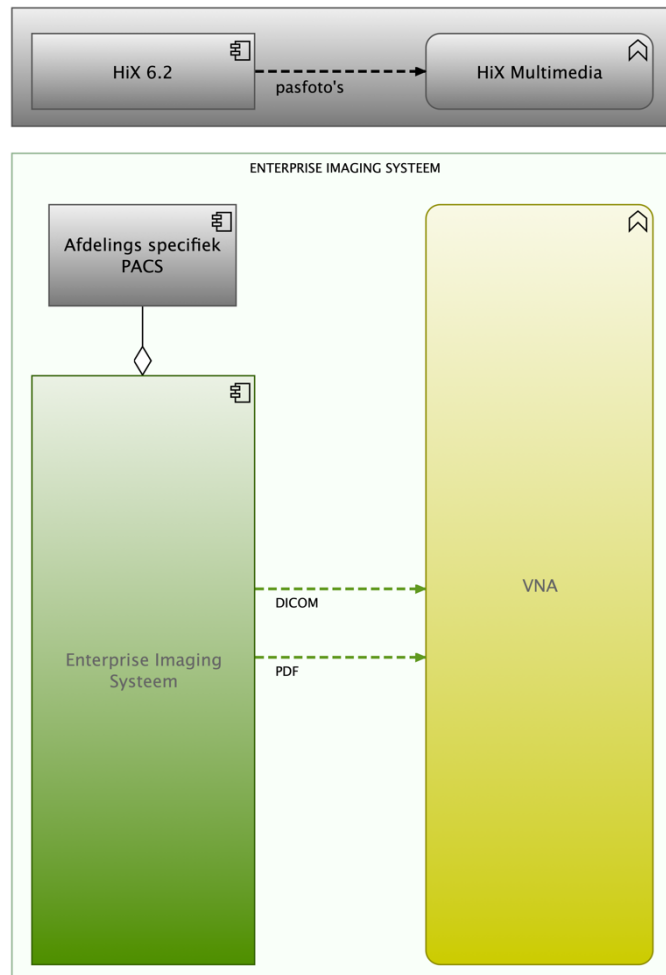 HiX 6.2
pasfoto's
HiX Multimedia
ENTERPRISE IMAGING SYSTEEM
Afdelings specifiek
PACS
DICOM
VNA
Enterprise Imaging
Systeem
PDF